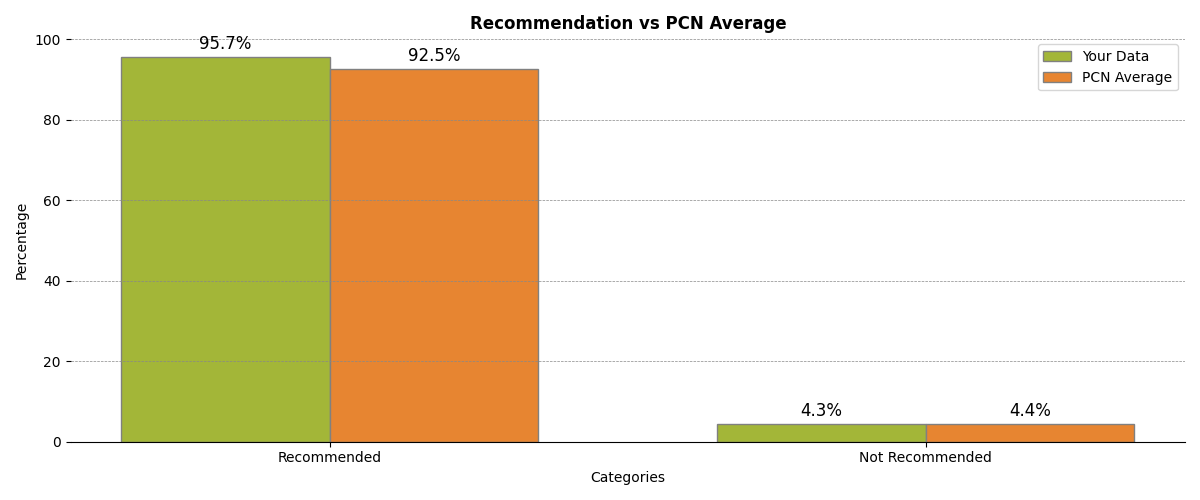 Recommendation vs PCN Average
100
80
60
40
20
0
Percentage
95.7%
92.5%
4.3%
4.4%
Your Data
PCN Average
Recommended
Not Recommended
Categories